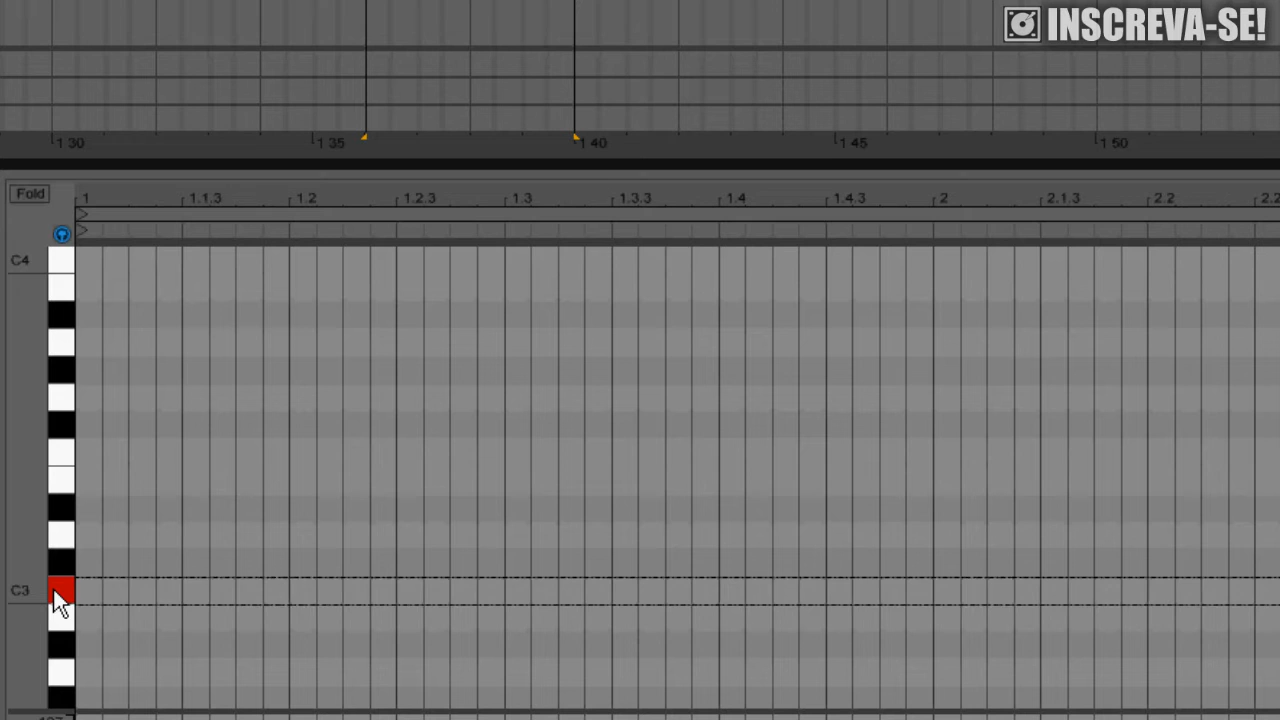 INSCREVA-SE!
1 30 1 35 1 40 1 45 1 50
Fold 1 1.1.3 1.2 1.2.3 1.3 1.3.3 1.4 1.4.3 2 2.1.3 2.2
C4
C3